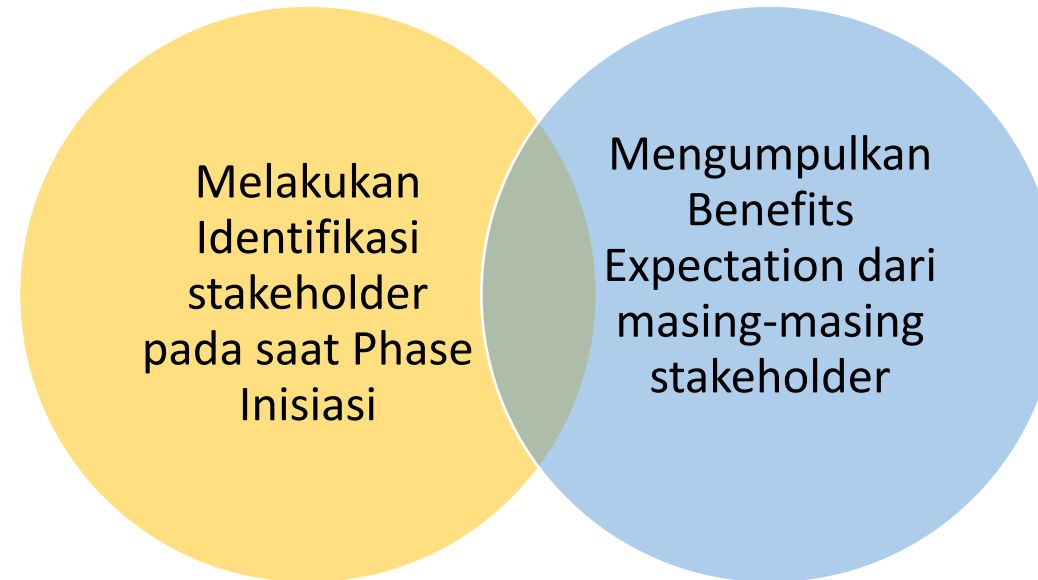 Melakukan
Identifikasi
stakeholder
pada saat Phase
Inisiasi
Mengumpulkan
Benefits
Expectation dari
masing-masing
stakeholder